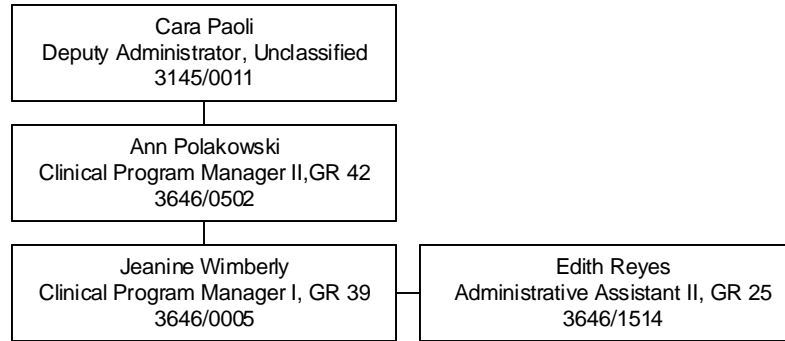 Cara Paoli
Deputy Administrator, Unclassified
3145/0011
Ann Polakowski
Clinical Program Manager II,GR 42
3646/0502
Jeanine Wimberly
Clinical Program Manager I, GR 39
3646/0005
Edith Reyes
Administrative Assistant II, GR 25
3646/1514